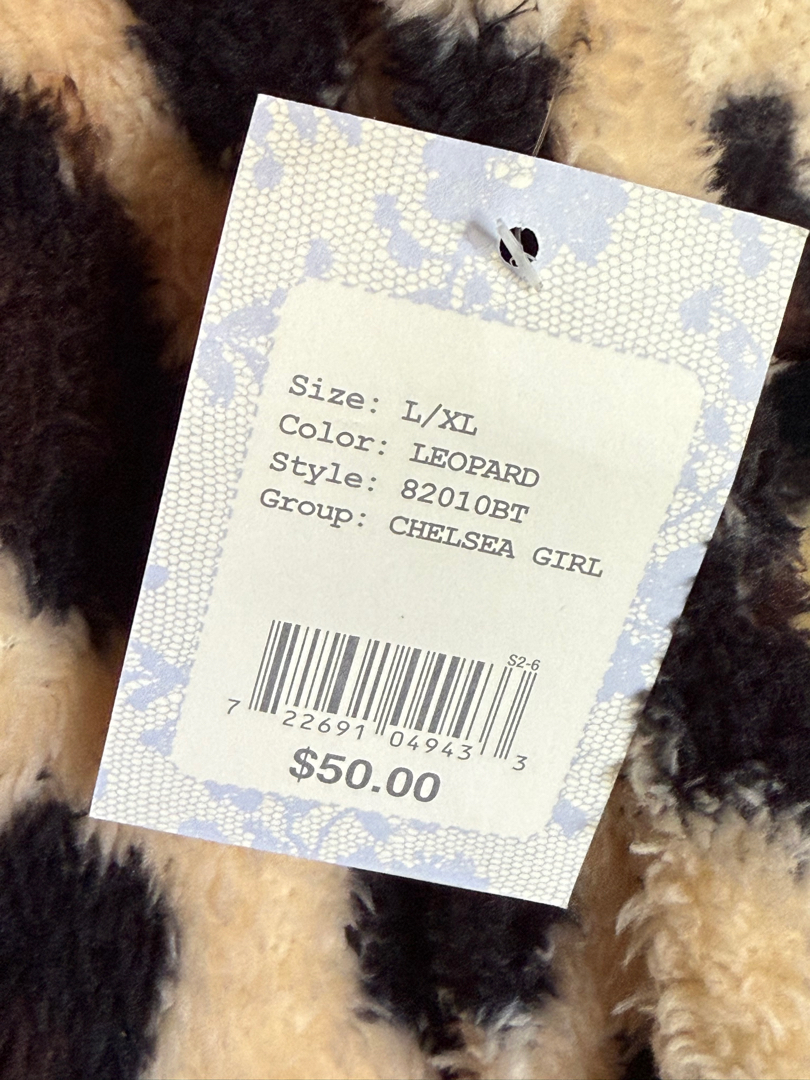 Size: L/XL
Color: LEOPARD
Style: 82010BT
Group: CHELSEA GIRL
S2-6
7 22691 04943 3
$50.00